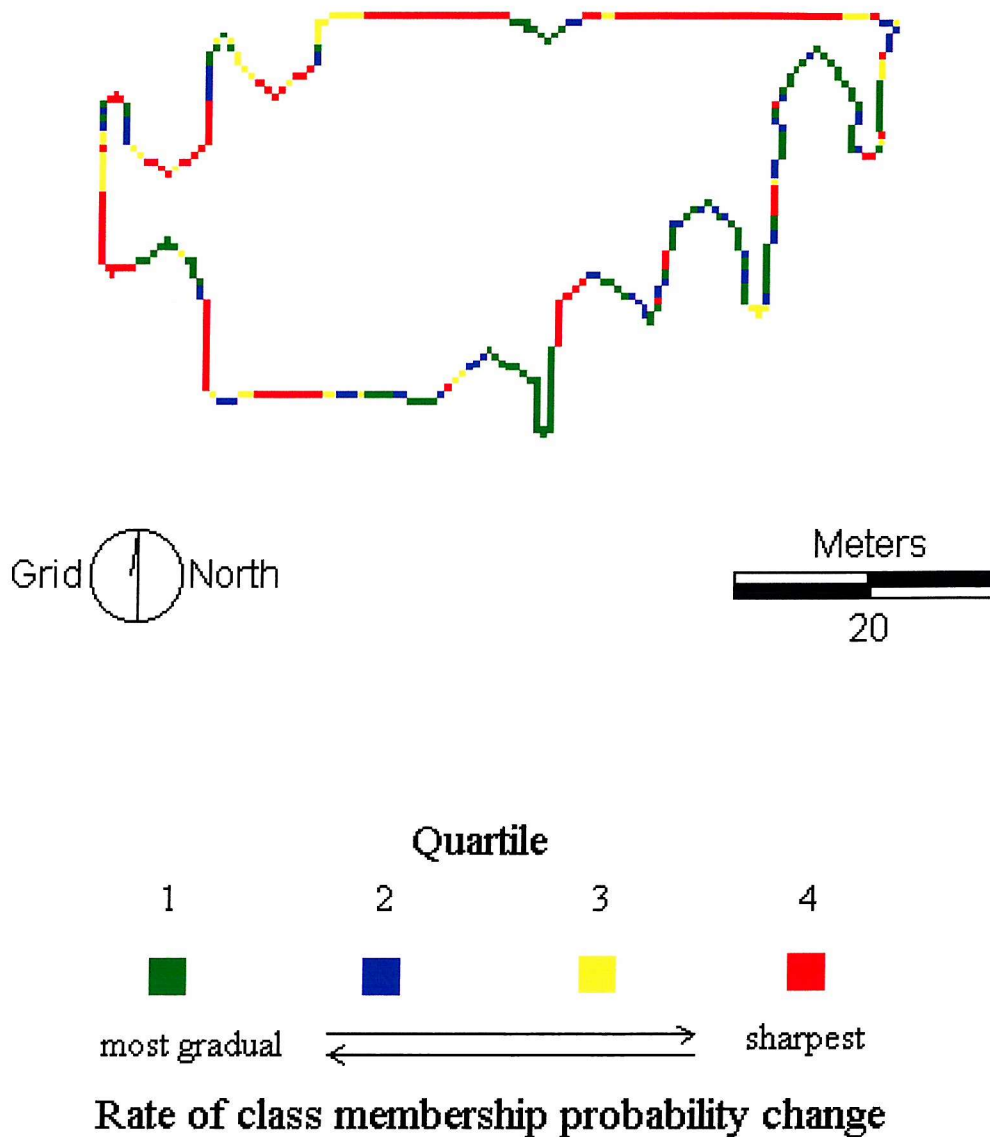 Grid North
Meters
20
Quartile
1 2 3 4
most gradual sharpest
Rate of class membership probability change